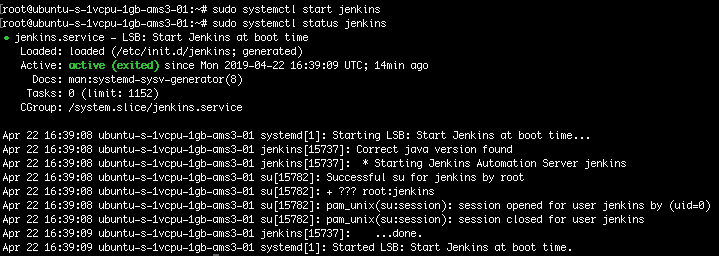 [root@ubuntu-s-1vcpu-1gb-ams3-01:~# sudo systemctl start jenkins
[root@ubuntu-s-1vcpu-1gb-ams3-01:~# sudo systemctl status jenkins
● jenkins.service - LSB: Start Jenkins at boot time
   Loaded: loaded (/etc/init.d/jenkins; generated)
   Active: active (exited) since Mon 2019-04-22 16:39:09 UTC; 14min ago
     Docs: man:systemd-sysv-generator(8)
    Tasks: 0 (limit: 1152)
   CGroup: /system.slice/jenkins.service

Apr 22 16:39:08 ubuntu-s-1vcpu-1gb-ams3-01 systemd[1]: Starting LSB: Start Jenkins at boot time...
Apr 22 16:39:08 ubuntu-s-1vcpu-1gb-ams3-01 jenkins[15737]: Correct java version found
Apr 22 16:39:08 ubuntu-s-1vcpu-1gb-ams3-01 jenkins[15737]:  * Starting Jenkins Automation Server jenkins
Apr 22 16:39:08 ubuntu-s-1vcpu-1gb-ams3-01 su[15782]: Successful su for jenkins by root
Apr 22 16:39:08 ubuntu-s-1vcpu-1gb-ams3-01 su[15782]: + ??? root:jenkins
Apr 22 16:39:08 ubuntu-s-1vcpu-1gb-ams3-01 su[15782]: pam_unix(su:session): session opened for user jenkins by (uid=0)
Apr 22 16:39:08 ubuntu-s-1vcpu-1gb-ams3-01 su[15782]: pam_unix(su:session): session closed for user jenkins
Apr 22 16:39:09 ubuntu-s-1vcpu-1gb-ams3-01 jenkins[15737]:    ...done.
Apr 22 16:39:09 ubuntu-s-1vcpu-1gb-ams3-01 systemd[1]: Started LSB: Start Jenkins at boot time.